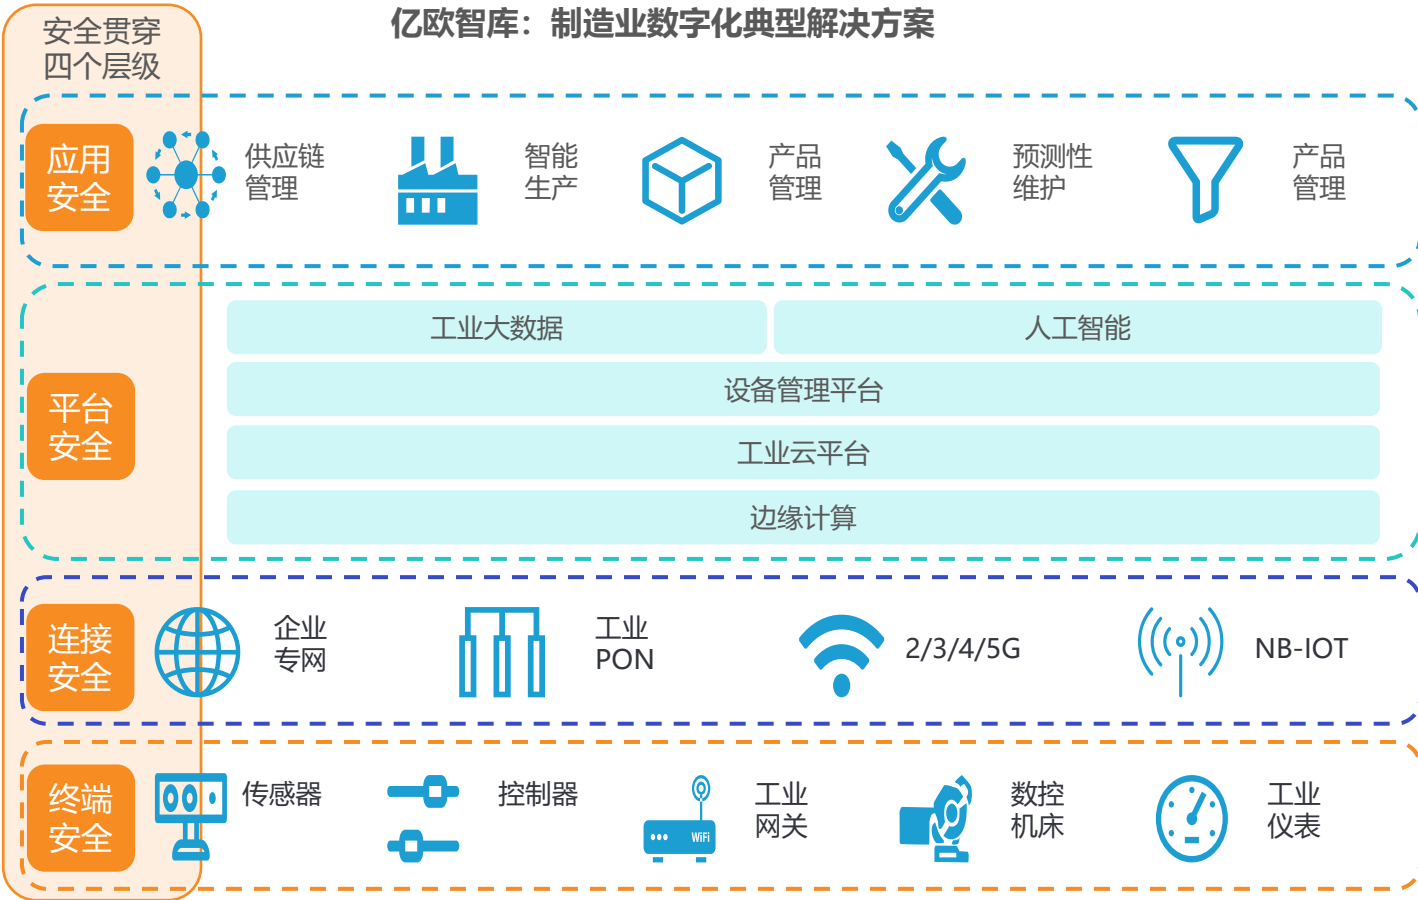 亿欧智库：制造业数字化典型解决方案
安全贯穿
四个层级
应用
安全
供应链
管理
智能
生产
产品
管理
预测性
维护
产品
管理
平台
安全
工业大数据
人工智能
设备管理平台
工业云平台
边缘计算
连接
安全
企业
专网
工业
PON
2/3/4/5G
NB-IOT
终端
安全
传感器
控制器
WiFi
工业
网关
数控
机床
工业
仪表